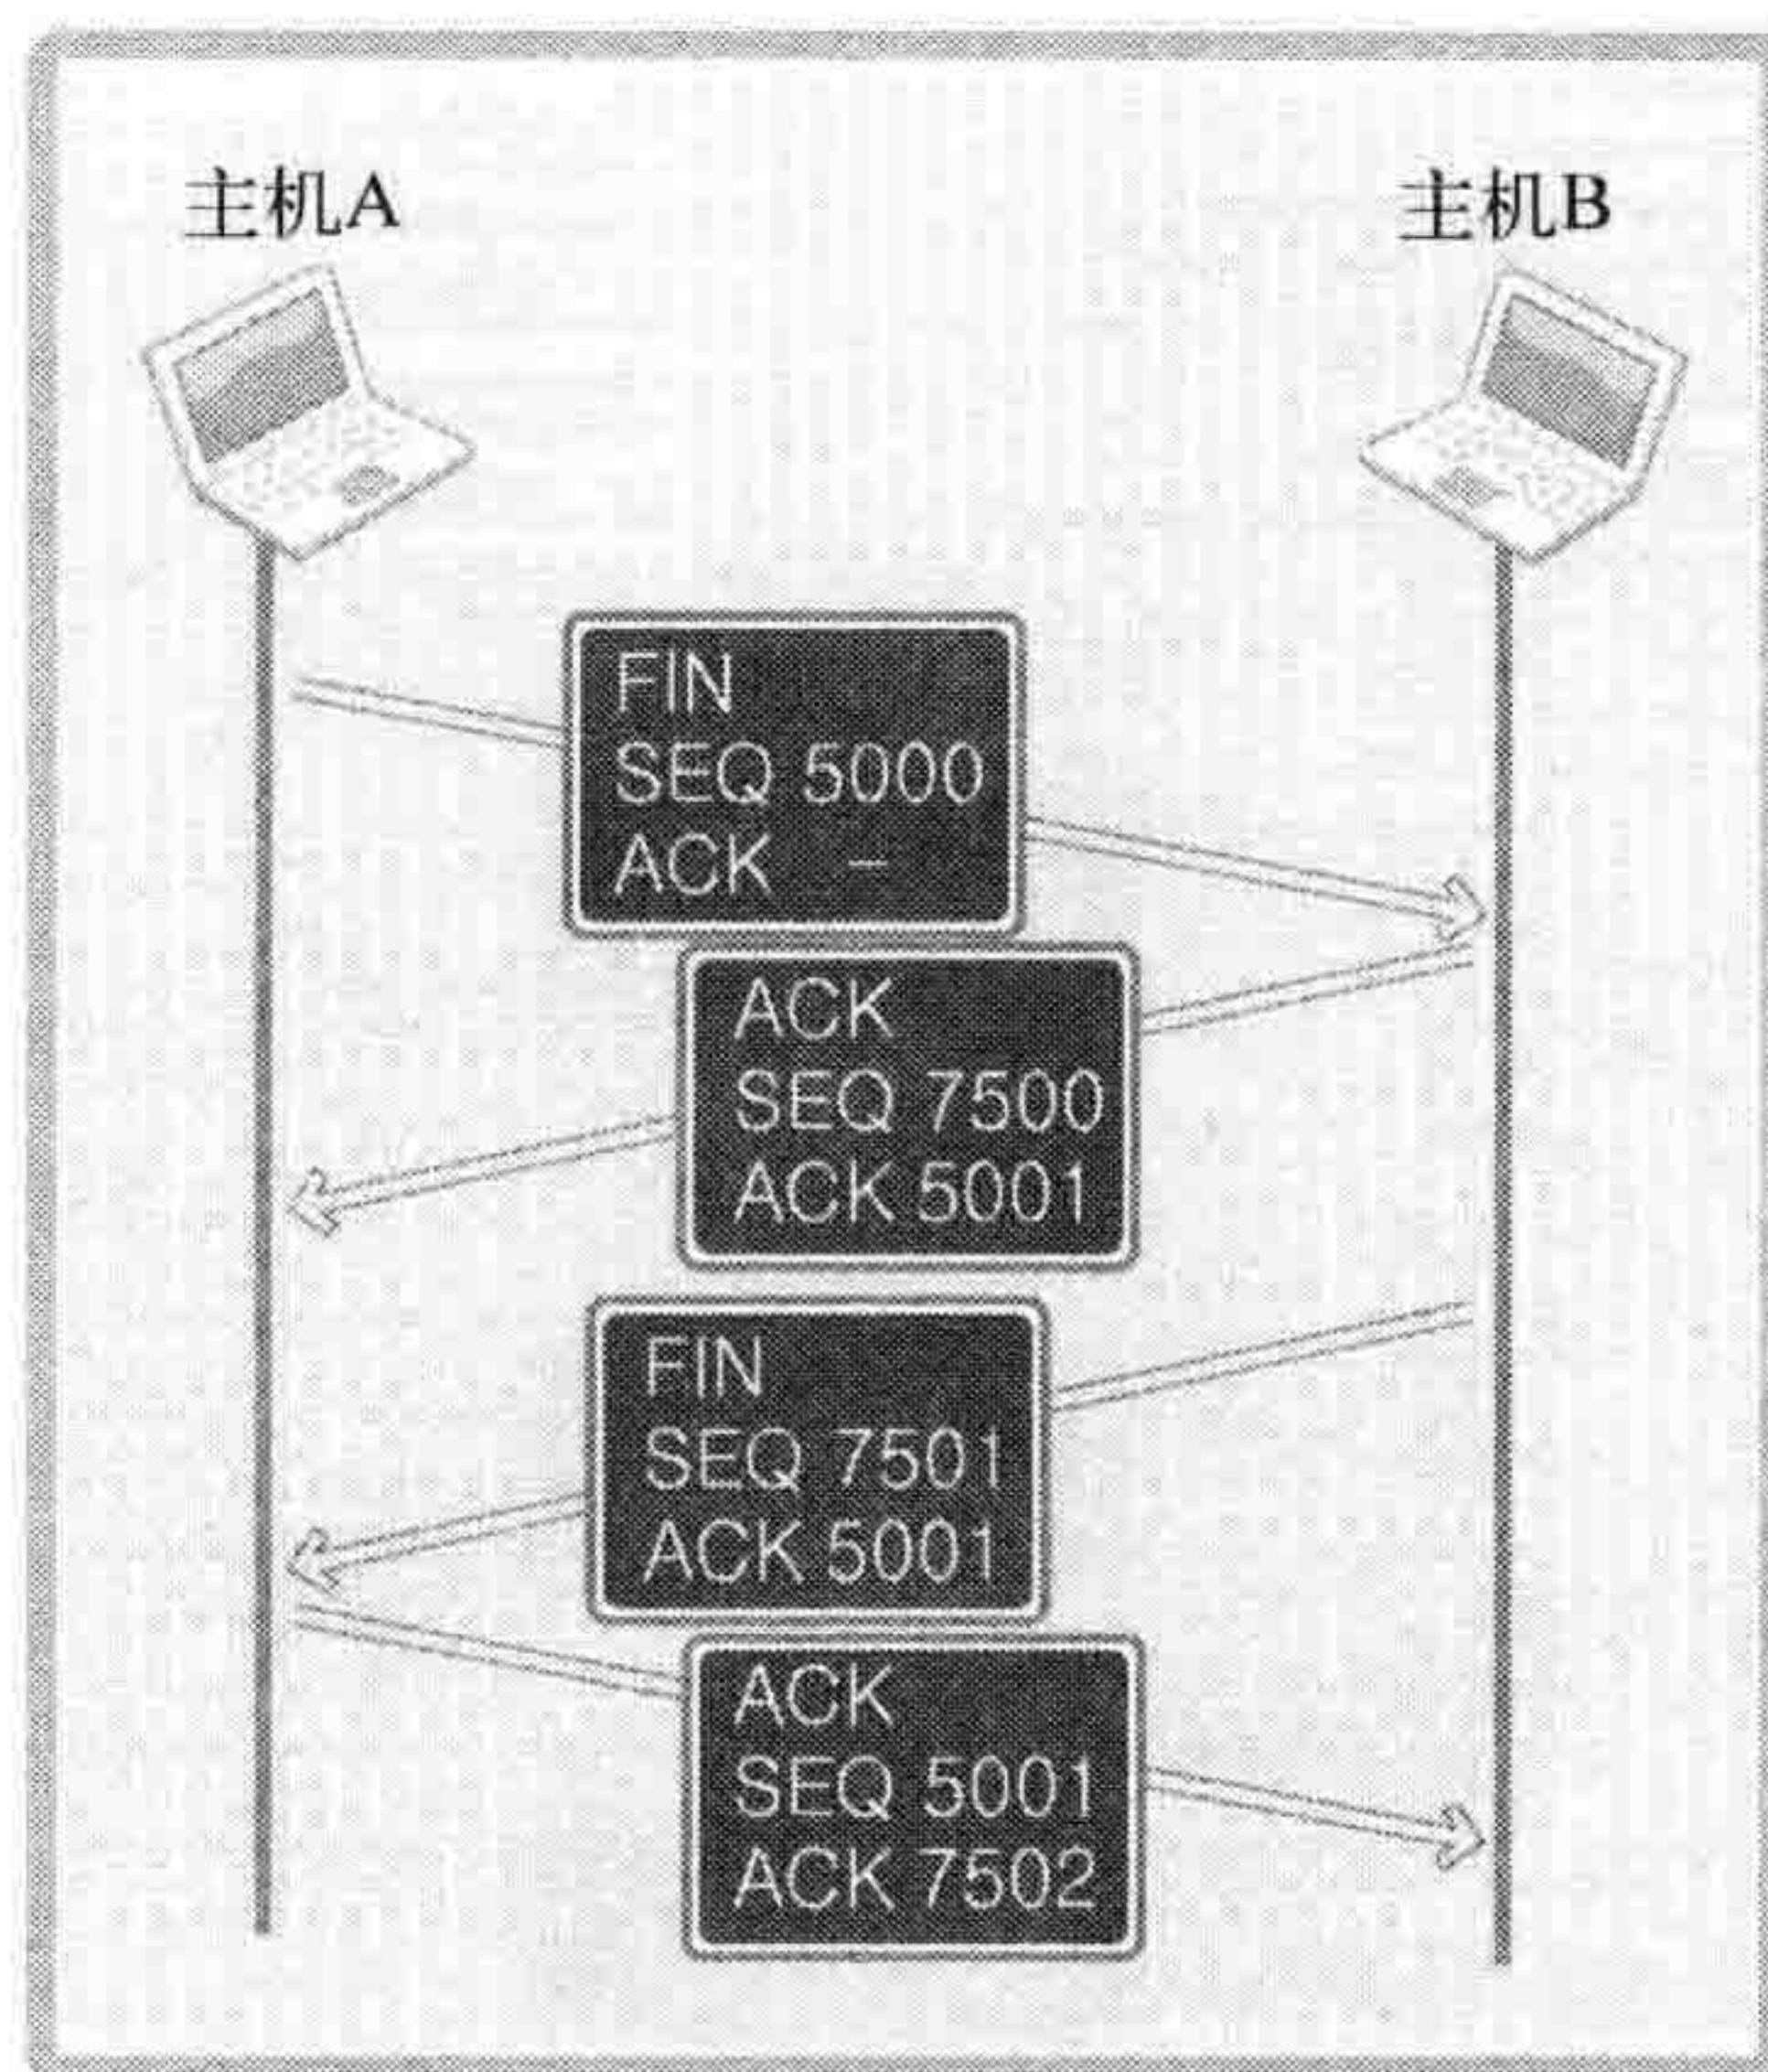 主机A
主机B
FIN
SEQ 5000
ACK -
ACK
SEQ 7500
ACK 5001
FIN
SEQ 7501
ACK 5001
ACK
SEQ 5001
ACK 7502